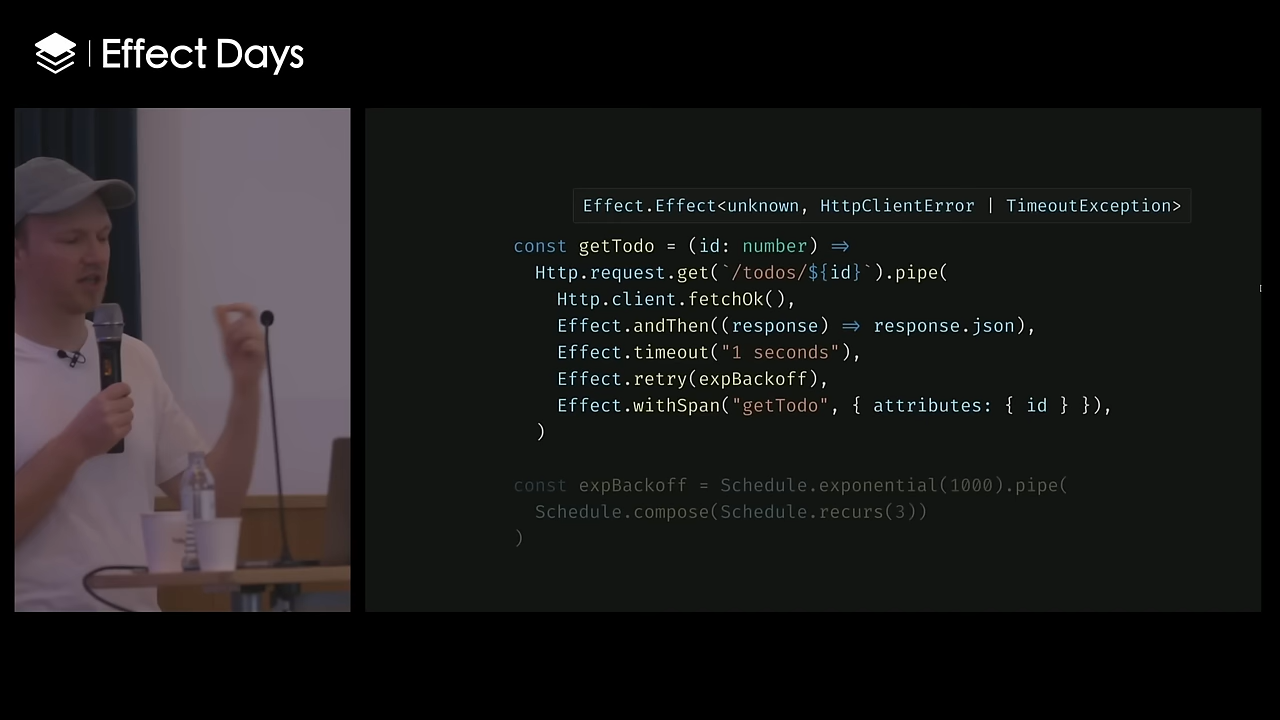 Effect Days
Effect.Effect<unknown, HttpClientError | TimeoutException>
const getTodo = (id: number) =>
  Http.request.get(`/todos/${id}`).pipe(
    Http.client.fetchOk(),
    Effect.andThen((response) => response.json),
    Effect.timeout("1 seconds"),
    Effect.retry(expBackoff),
    Effect.withSpan("getTodo", { attributes: { id } }),
  )
const expBackoff = Schedule.exponential(1000).pipe(
  Schedule.compose(Schedule.recurs(3))
)